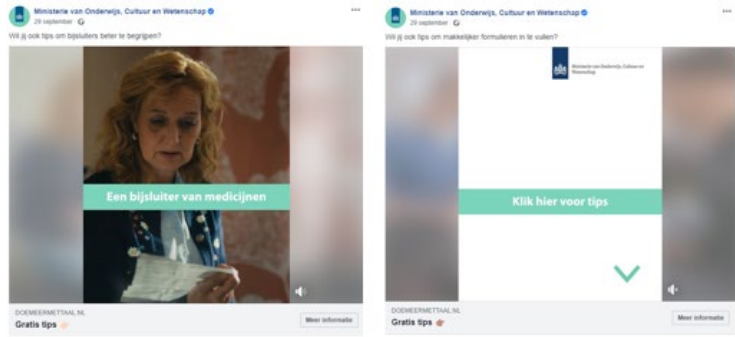 Ministerie van Onderwijs, Cultuur en Wetenschap
29 september
Wil jij ook tips om bijsluiters beter te begrijpen?
Een bijsluiter van medicijnen
DOEMEERMETTAAL.NL
Gratis tips
Meer informatie
Ministerie van Onderwijs, Cultuur en Wetenschap
29 september
Wil jij ook tips om makkelijker formulieren in te vullen?
Ministerie van Onderwijs, Cultuur en
Wetenschap
Klik hier voor tips
DOEMEERMETTAAL.NL
Gratis tips
Meer informatie